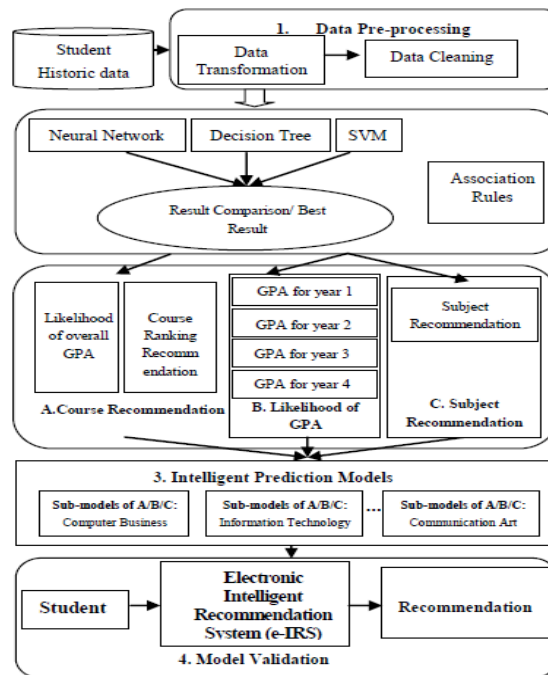 1. Data Pre-processing
Student
Historic data
Data
Transformation
Data Cleaning
Neural Network
Decision Tree
SVM
Association
Rules
Result Comparison/ Best
Result
Likelihood
of overall
GPA
Course
Ranking
Recomm
endation
A.Course Recommendation
GPA for year 1
GPA for year 2
GPA for year 3
GPA for year 4
B. Likelihood of
GPA
Subject
Recommendation
C. Subject
Recommendation
3. Intelligent Prediction Models
Sub-models of A/B/C:
Computer Business
Sub-models of A/B/C:
Information Technology
...
Sub-models of A/B/C:
Communication Art
Student
Electronic
Intelligent
Recommendation
System (e-IRS)
Recommendation
4. Model Validation